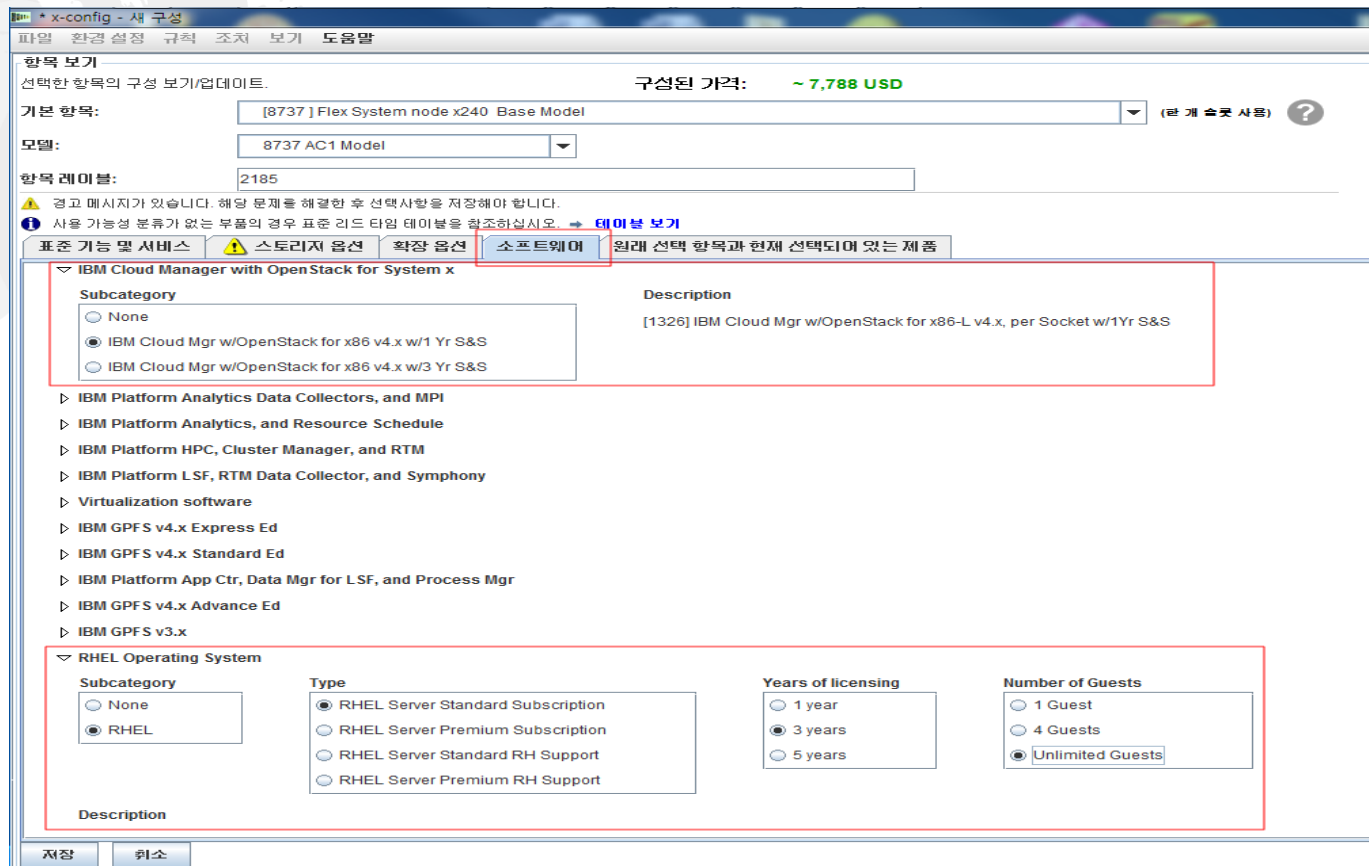 * x-config - 새 구성
파일 환경 설정 규칙 조처 보기 도움말
항목 보기
선택한 항목의 구성 보기/업데이트. 구성된 가격: ~ 7,788 USD
기본 항목: [8737 ] Flex System node x240 Base Model (한 개 슬롯 사용) ?
모델: 8737 AC1 Model
항목 레이블: 2185
경고 메시지가 있습니다. 해당 문제를 해결한 후 선택사항을 저장해야 합니다.
사용 가능성 분류가 없는 부품의 경우 표준 리드 타임 테이블을 참조하십시오. ➡ 테이블 보기
표준 기능 및 서비스 스토리지 옵션 확장 옵션 소프트웨어 원래 선택 항목과 현재 선택되어 있는 제품
IBM Cloud Manager with OpenStack for System x
Subcategory Description
None [1326] IBM Cloud Mgr w/OpenStack for x86-L v4.x, per Socket w/1Yr S&S
IBM Cloud Mgr w/OpenStack for x86 v4.x w/1 Yr S&S
IBM Cloud Mgr w/OpenStack for x86 v4.x w/3 Yr S&S
IBM Platform Analytics Data Collectors, and MPI
IBM Platform Analytics, and Resource Schedule
IBM Platform HPC, Cluster Manager, and RTM
IBM Platform LSF, RTM Data Collector, and Symphony
Virtualization software
IBM GPFS v4.x Express Ed
IBM GPFS v4.x Standard Ed
IBM Platform App Ctr, Data Mgr for LSF, and Process Mgr
IBM GPFS v4.x Advance Ed
IBM GPFS v3.x
RHEL Operating System
Subcategory Type Years of licensing Number of Guests
None RHEL Server Standard Subscription 1 year 1 Guest
RHEL RHEL Server Premium Subscription 3 years 4 Guests
RHEL Server Standard RH Support 5 years Unlimited Guests
RHEL Server Premium RH Support
Description
저장 취소